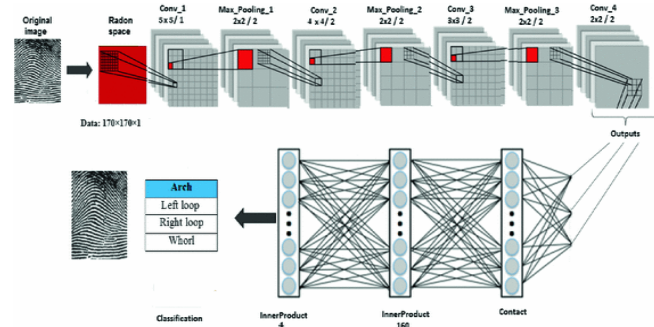 Original
image
Radon
space
Conv_1
5 x 5 / 1
Max_Pooling_1
2x2 / 2
Conv_2
4 x 4 / 2
Max_Pooling_2
2x2 / 2
Conv_3
3x3 / 2
Max_Pooling_3
2x2 / 2
Conv_4
2x2 / 2
Data: 170×170×1
Outputs
Arch
Left loop
Right loop
Whorl
Classification
InnerProduct
4
InnerProduct
160
Contact